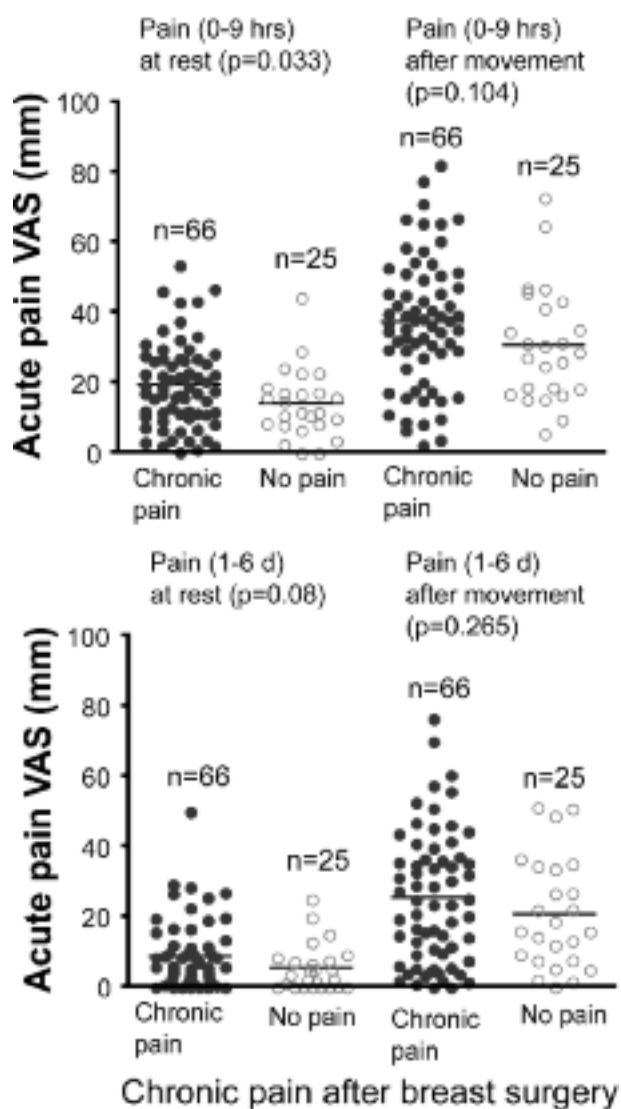 Pain (0-9 hrs)
at rest (p=0.033)
Pain (0-9 hrs)
after movement
(p=0.104)
Acute pain VAS (mm)
100
80
60
40
20
0
n=66
n=25
n=66
n=25
Chronic
pain
No pain
Chronic
pain
No pain
Pain (1-6 d)
at rest (p=0.08)
Pain (1-6 d)
after movement
(p=0.265)
Acute pain VAS (mm)
100
80
60
40
20
0
n=66
n=25
n=66
n=25
Chronic
pain
No pain
Chronic
pain
No pain
Chronic pain after breast surgery